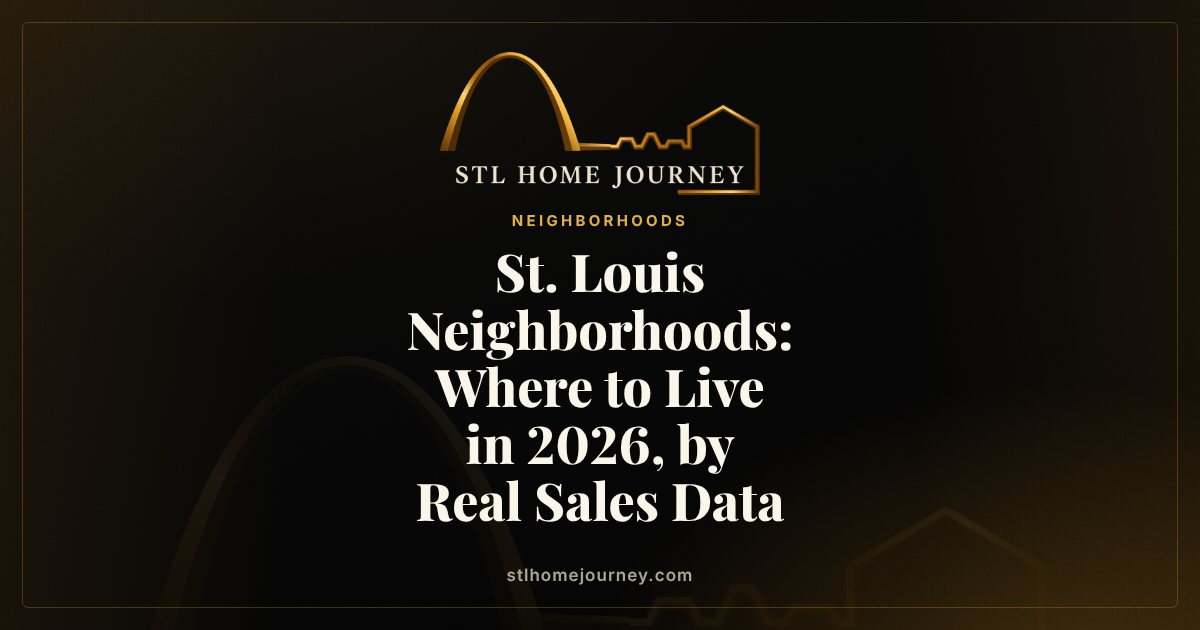 STL HOME JOURNEY
NEIGHBORHOODS
St. Louis
Neighborhoods:
Where to Live
in 2026, by
Real Sales Data
stlhomejourney.com